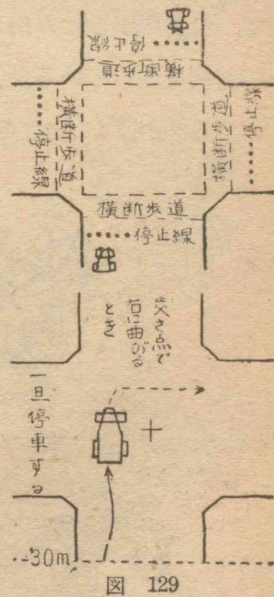 停止線
横断歩道
横断歩道
停止線
横断歩道
停止線
横断歩道
停止線
交さ点で
右に曲がる
とき
一旦停車する
30m
図 129